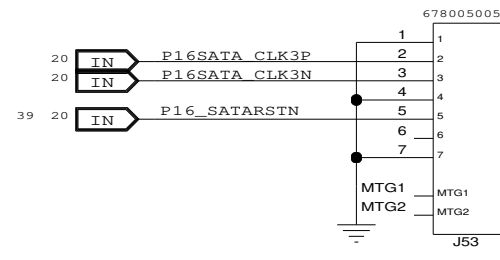 678005005
1 1
20 IN P16SATA_CLK3P 2 2
20 IN P16SATA_CLK3N 3 3
4 4
39 20 IN P16_SATARSTN 5 5
6 6
7 7
MTG1 MTG1
MTG2 MTG2
J53